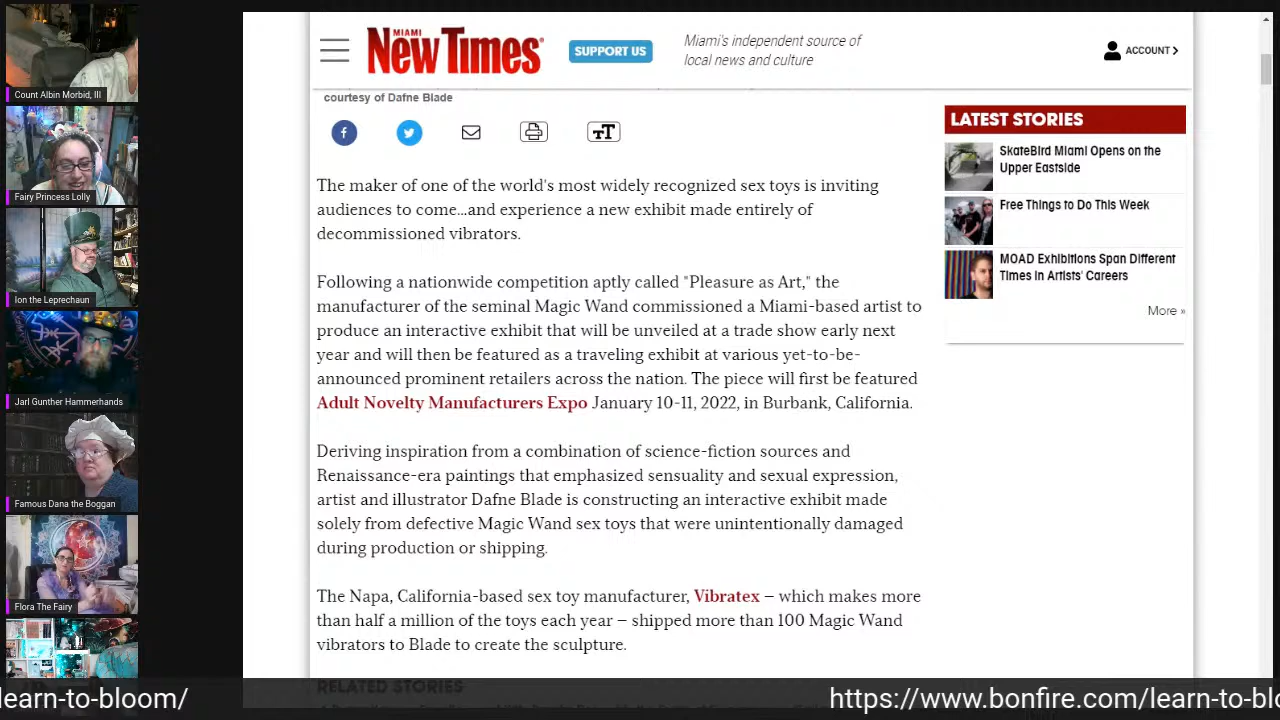 Count Albin Morbid, III
Fairy Princess Lolly
Ion the Leprechaun
Jarl Gunther Hammerhands
Famous Dana the Boggan
Flora The Fairy
MIAMI
New Times
SUPPORT US
Miami's independent source of
local news and culture
ACCOUNT
courtesy of Dafne Blade
The maker of one of the world's most widely recognized sex toys is inviting
audiences to come...and experience a new exhibit made entirely of
decommissioned vibrators.
Following a nationwide competition aptly called "Pleasure as Art," the
manufacturer of the seminal Magic Wand commissioned a Miami-based artist to
produce an interactive exhibit that will be unveiled at a trade show early next
year and will then be featured as a traveling exhibit at various yet-to-be-
announced prominent retailers across the nation. The piece will first be featured
Adult Novelty Manufacturers Expo January 10-11, 2022, in Burbank, California.
Deriving inspiration from a combination of science-fiction sources and
Renaissance-era paintings that emphasized sensuality and sexual expression,
artist and illustrator Dafne Blade is constructing an interactive exhibit made
solely from defective Magic Wand sex toys that were unintentionally damaged
during production or shipping.
The Napa, California-based sex toy manufacturer, Vibratex – which makes more
than half a million of the toys each year – shipped more than 100 Magic Wand
vibrators to Blade to create the sculpture.
RELATED STORIES
LATEST STORIES
SkateBird Miami Opens on the
Upper Eastside
Free Things to Do This Week
MOAD Exhibitions Span Different
Times in Artists' Careers
More »
learn-to-bloom/
https://www.bonfire.com/learn-to-blo